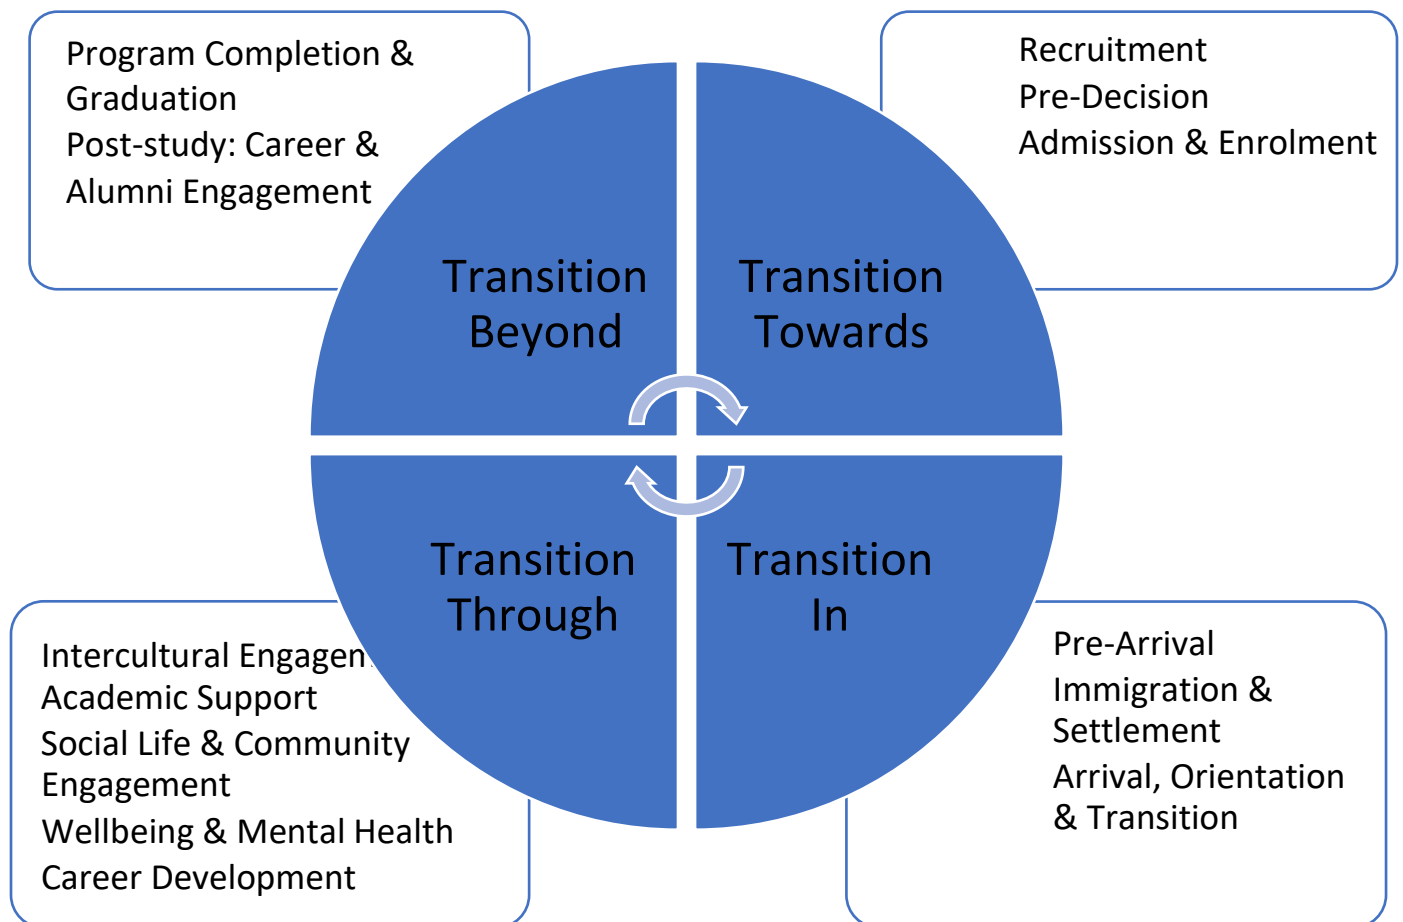 Program Completion &
Graduation
Post-study: Career &
Alumni Engagement
Recruitment
Pre-Decision
Admission & Enrolment
Transition
Beyond
Transition
Towards
Transition
Through
Transition
In
Intercultural
Academic Support
Social Life & Community
Engagement
Wellbeing & Mental Health
Career Development
Pre-Arrival
Immigration &
Settlement
Arrival, Orientation
& Transition